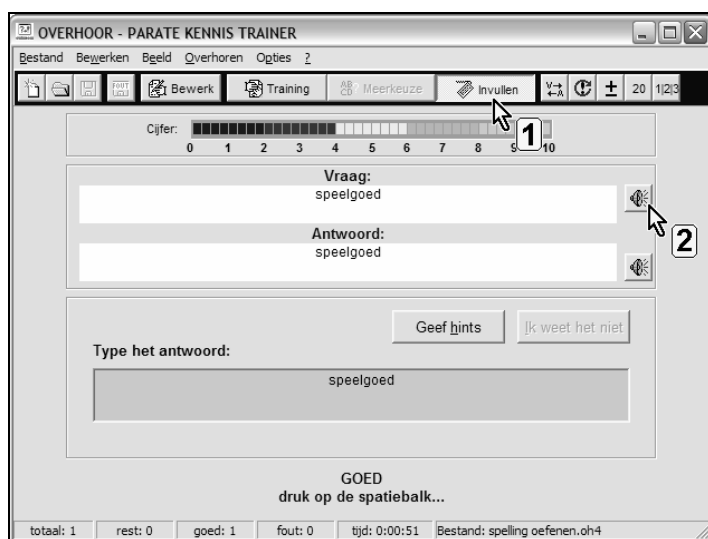 OVERHOOR - PARATE KENNIS TRAINER
Bestand Bewerken Beeld Overhoren Opties ?
FOUT Bewerk Training AB CD Meerkeuze Invullen V A ± 20 1|2|3
1
Cijfer:
0 1 2 3 4 5 6 7 8 9 10
Vraag:
speelgoed
2
Antwoord:
speelgoed
Geef hints Ik weet het niet
Type het antwoord:
speelgoed
GOED
druk op de spatiebalk...
totaal: 1 rest: 0 goed: 1 fout: 0 tijd: 0:00:51 Bestand: spelling oefenen.oh4